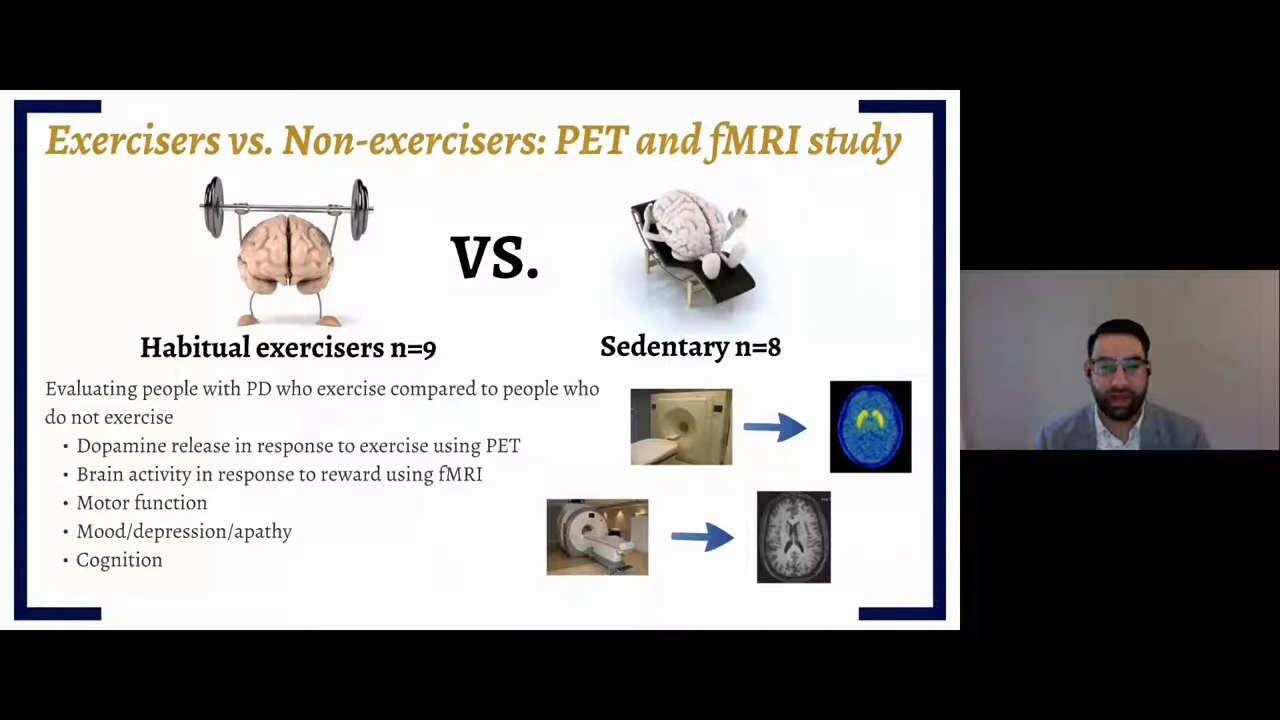 Exercisers vs. Non-exercisers: PET and fMRI study
VS.
Habitual exercisers n=9
Sedentary n=8
Evaluating people with PD who exercise compared to people who
do not exercise
• Dopamine release in response to exercise using PET
• Brain activity in response to reward using fMRI
• Motor function
• Mood/depression/apathy
• Cognition